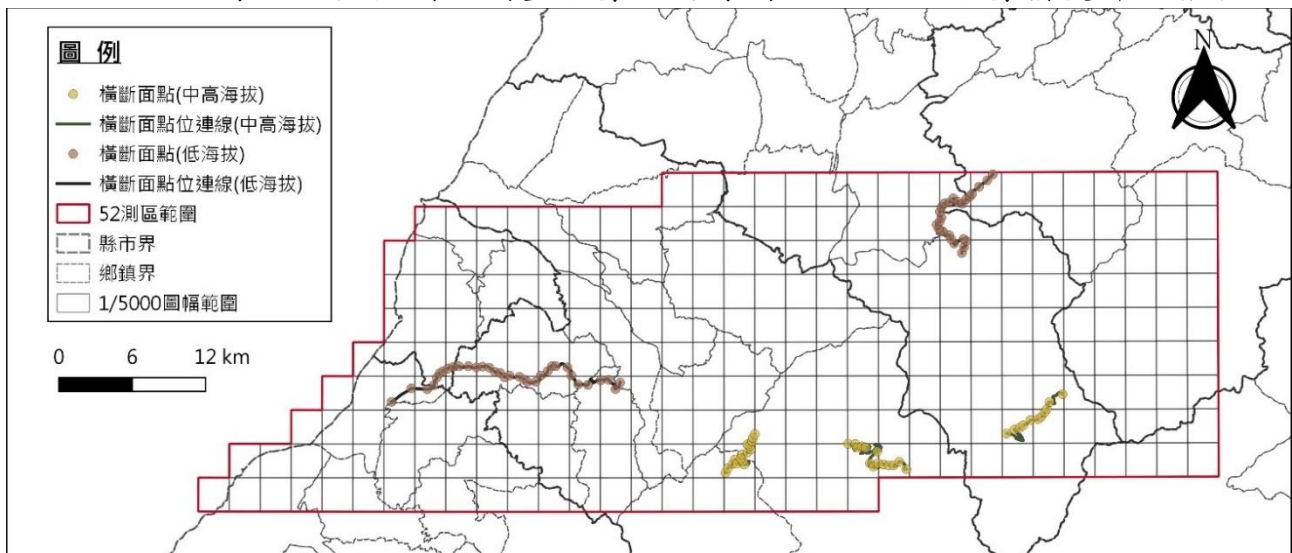 圖 例
橫斷面點(中高海拔)
橫斷面點位連線(中高海拔)
橫斷面點(低海拔)
橫斷面點位連線(低海拔)
52測區範圍
縣市界
鄉鎮界
1/5000圖幅範圍
0 6 12 km
N